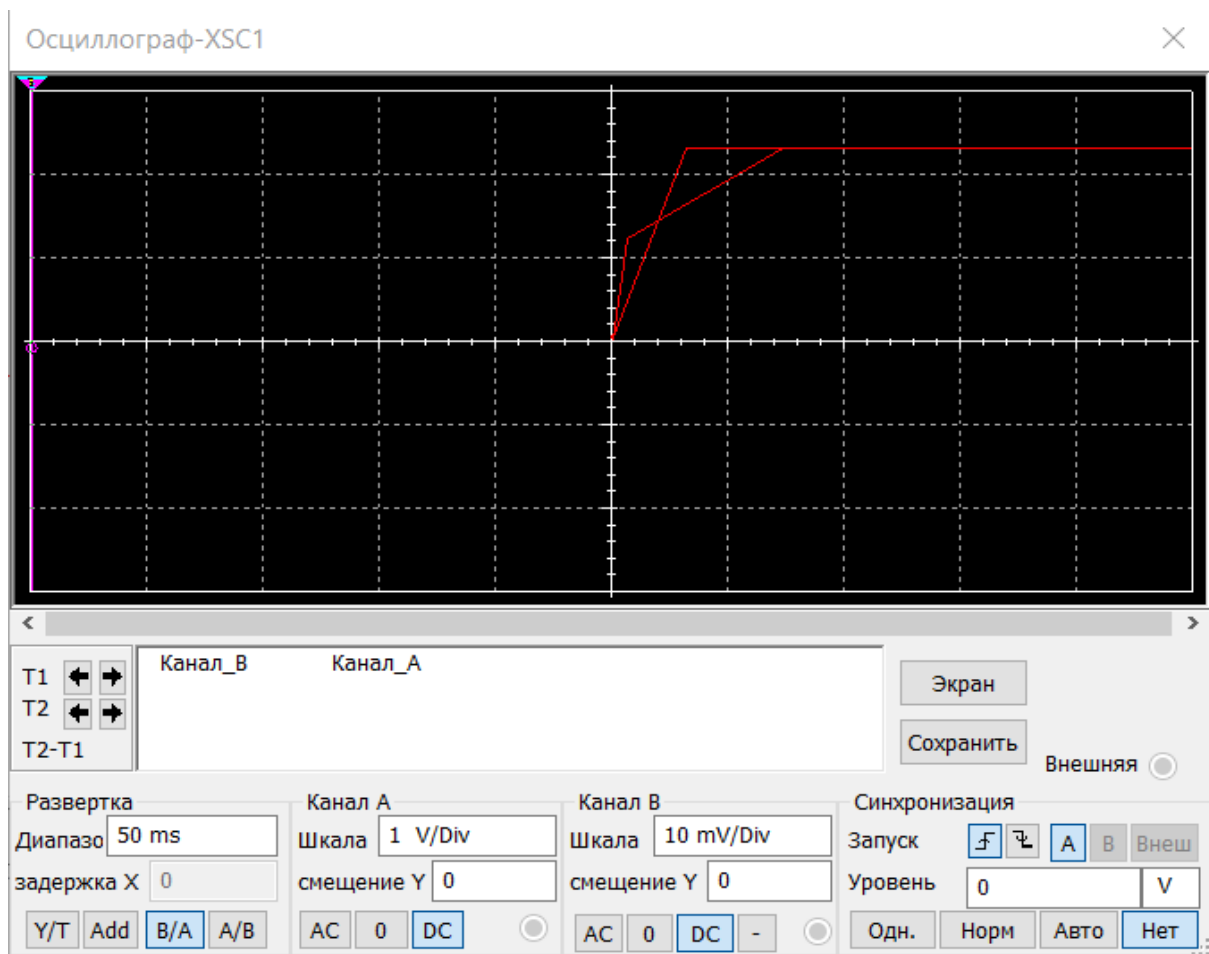 Осциллограф-XSC1
Канал_В Канал_А
T1
T2
T2-T1
Экран
Сохранить
Внешняя
Развертка
Диапазо 50 ms
задержка X 0
Y/T Add B/A A/B
Канал A
Шкала 1 V/Div
смещение Y 0
AC 0 DC
Канал B
Шкала 10 mV/Div
смещение Y 0
AC 0 DC -
Синхронизация
Запуск A B Внеш
Уровень 0 V
Одн. Норм Авто Нет